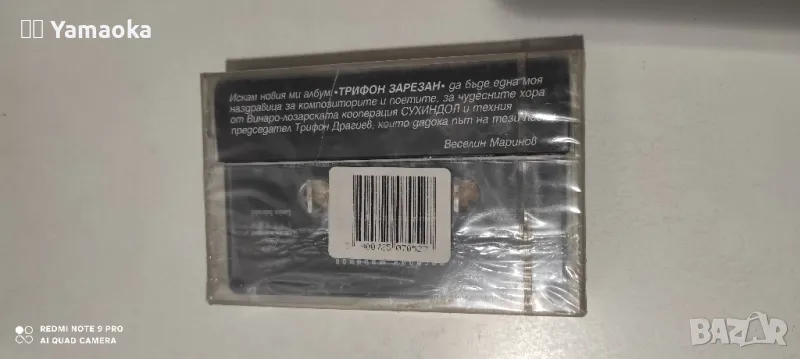 Yamaoka
Искам новия ми албум «ТРИФОН ЗАРЕЗАН» да бъде една моя
наздравица за композиторите и поетите, за чудесните хора
от Винаро-лозарската кооперация СУХИНДОЛ и техния
председател Трифон Драгиев, които дадоха път на тези
Веселин Маринов
REDMI NOTE 9 PRO
AI QUAD CAMERA
BAZAR